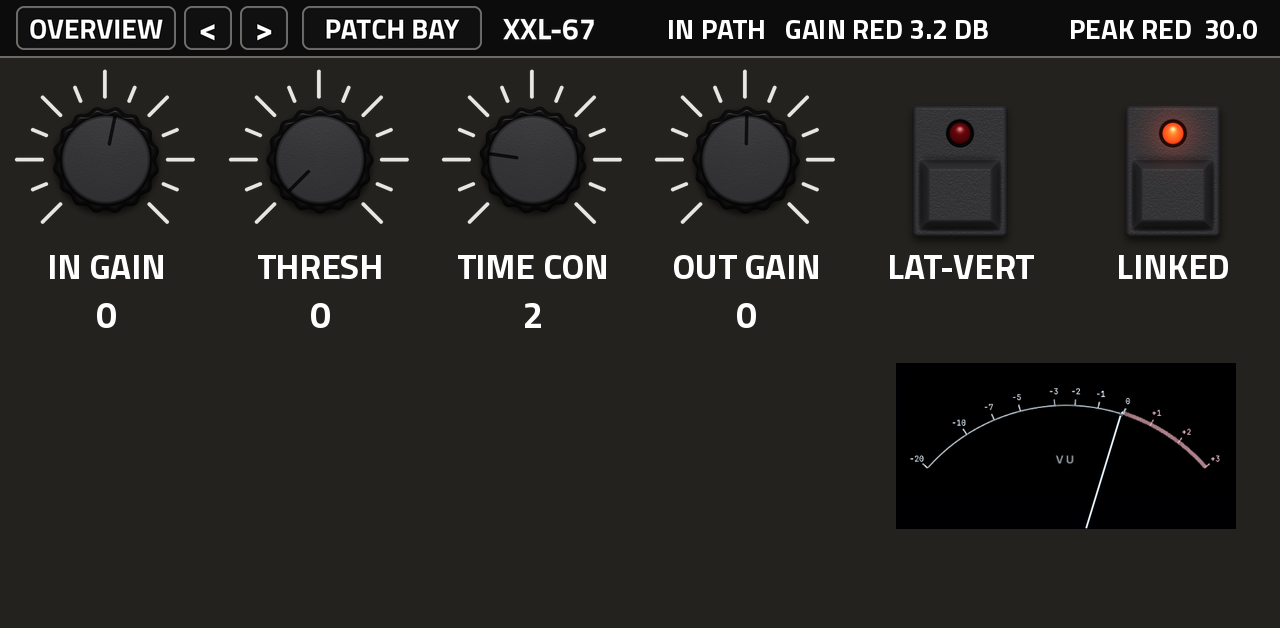 OVERVIEW < > PATCH BAY XXL-67 IN PATH GAIN RED 3.2 DB PEAK RED 30.0
IN GAIN THRESH TIME CON OUT GAIN LAT-VERT LINKED
0 0 2 0
-20 -10 -7 -5 -3 -2 -1 0 +1 +2 +3
VU